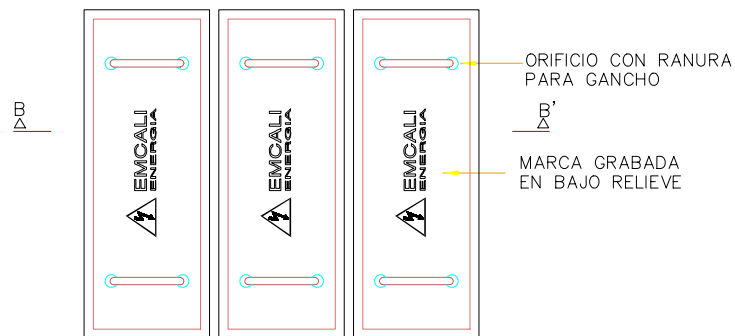 ORIFICIO CON RANURA
PARA GANCHO
B
B'
EMCALI
ENERGIA
EMCALI
ENERGIA
EMCALI
ENERGIA
MARCA GRABADA
EN BAJO RELIEVE